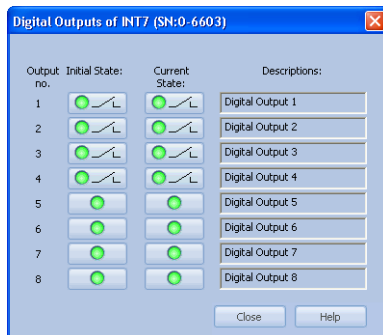 Digital Outputs of INT7 (SN:0-6603)
Output no. Initial State: Current State: Descriptions:
1 Digital Output 1
2 Digital Output 2
3 Digital Output 3
4 Digital Output 4
5 Digital Output 5
6 Digital Output 6
7 Digital Output 7
8 Digital Output 8
Close Help